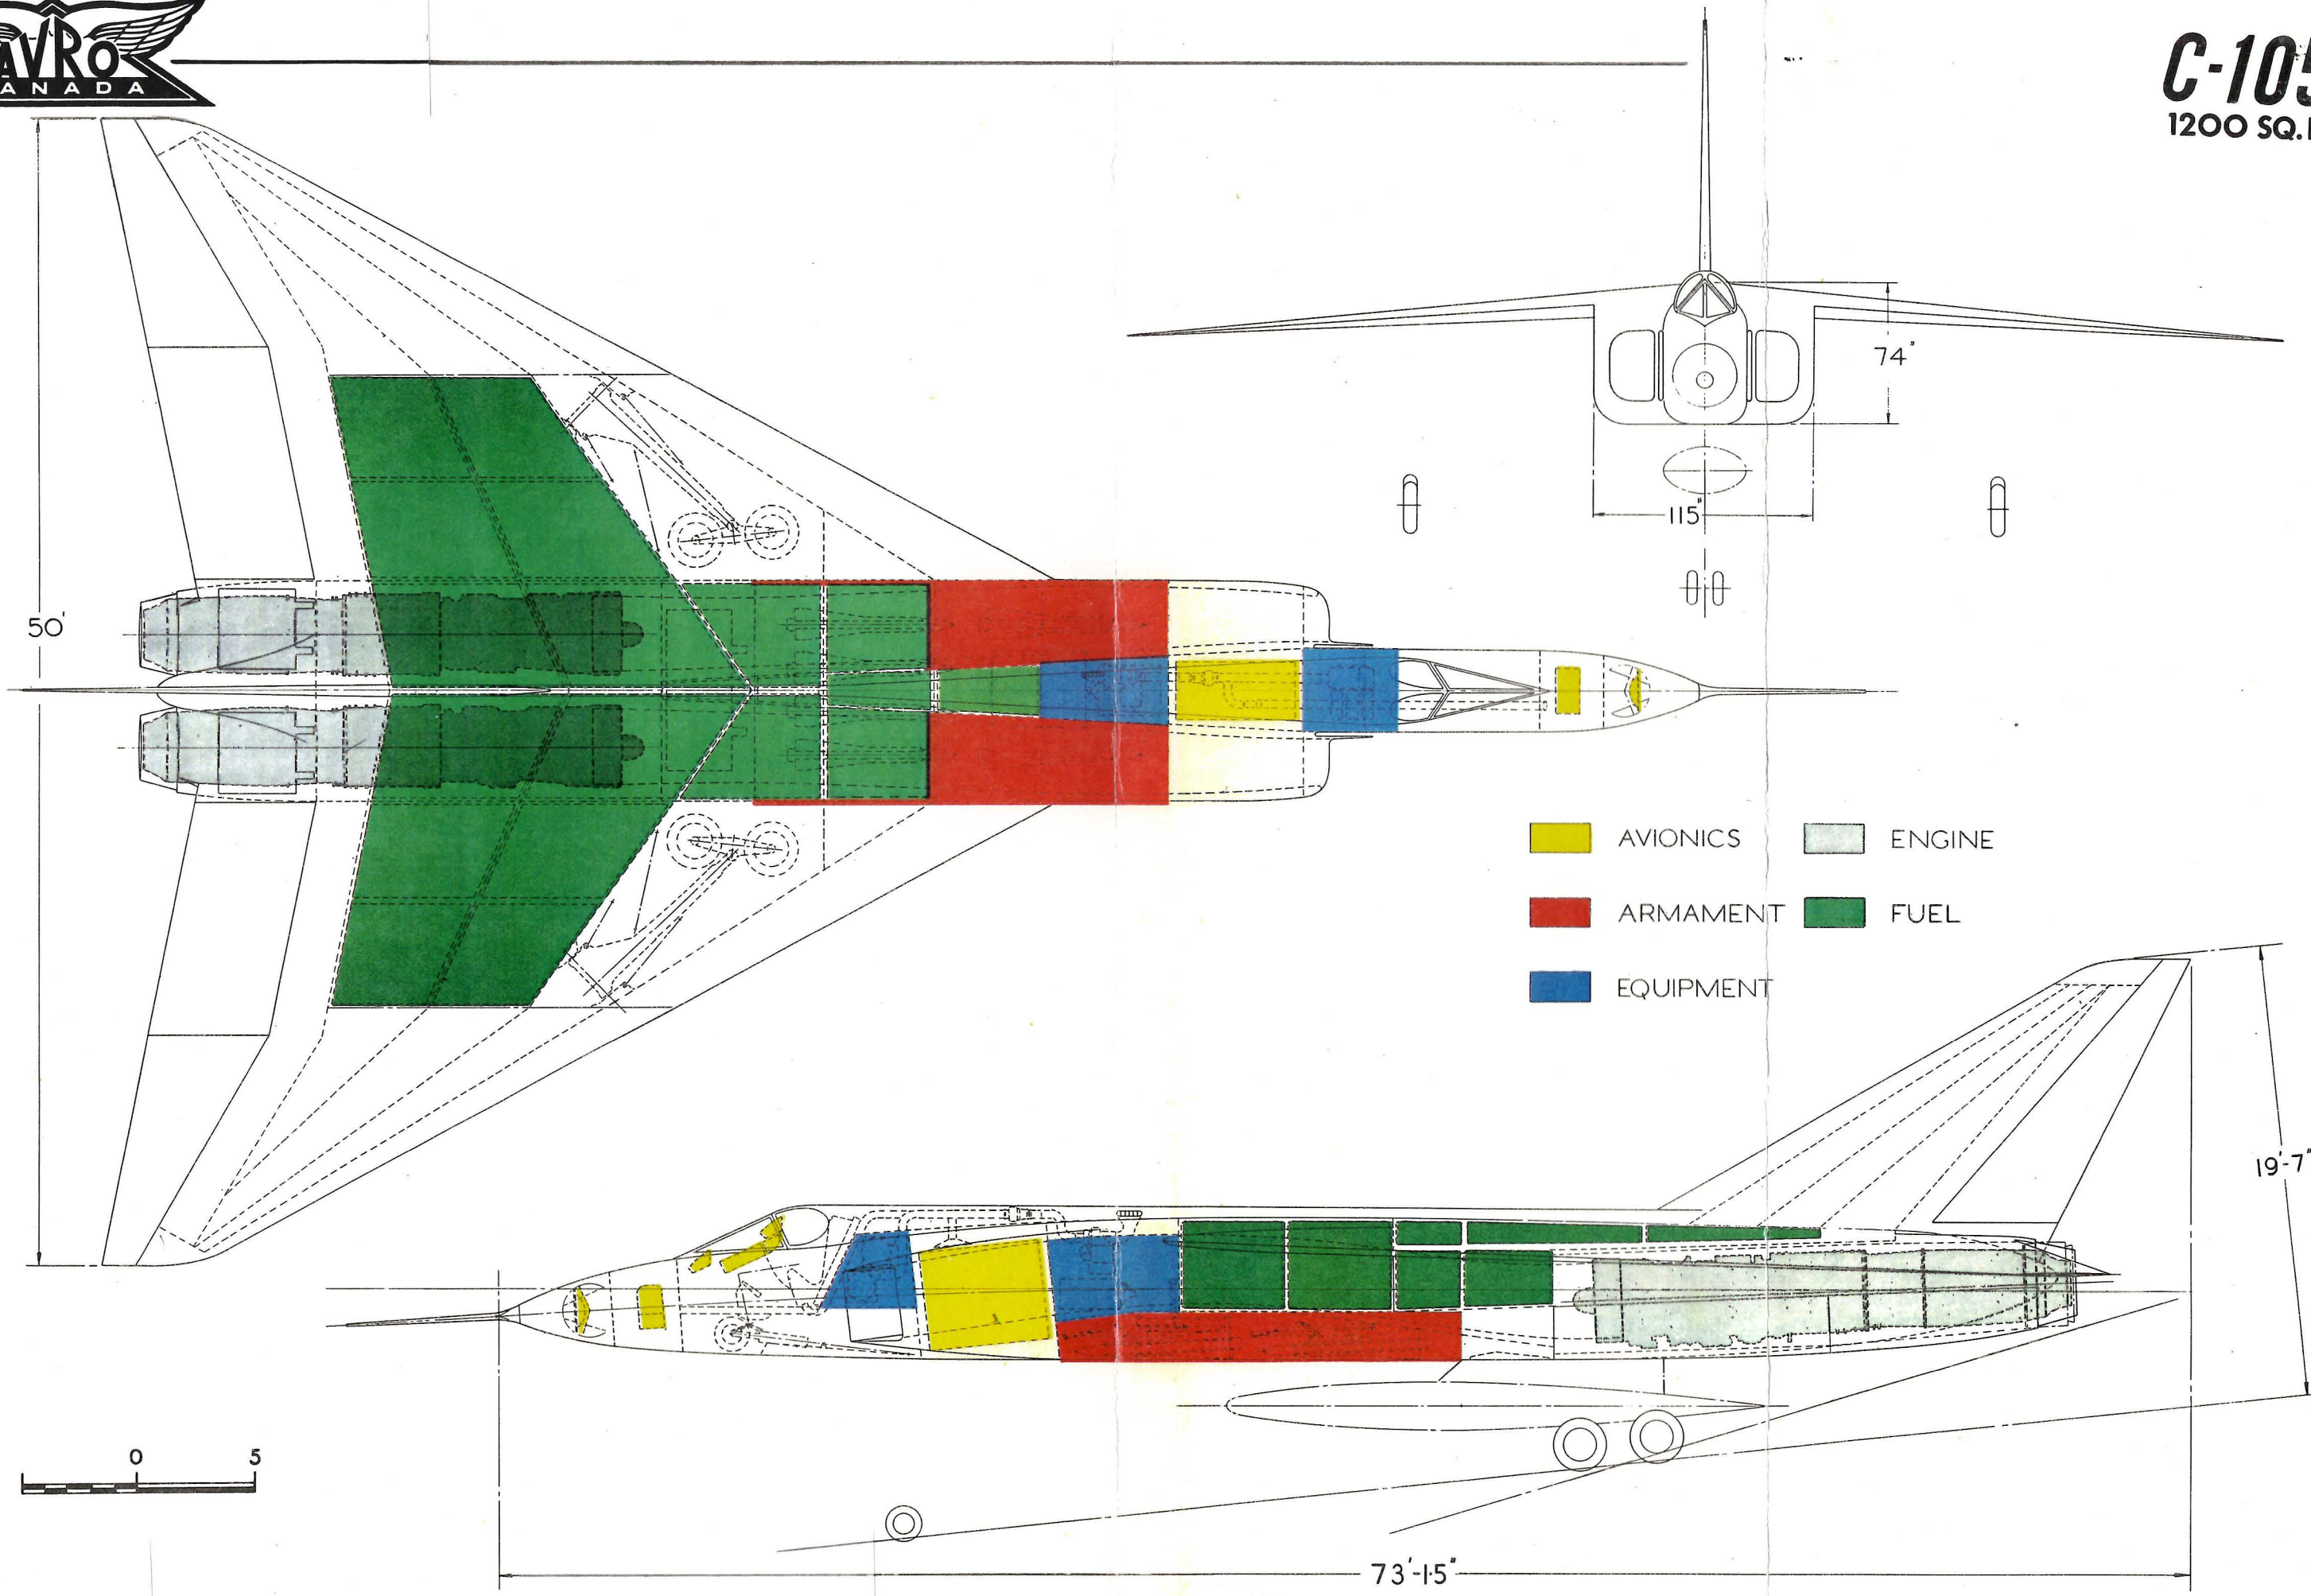 AVRO
CANADA
C-105
1200 SQ.
50'
74"
115"
AVIONICS
ENGINE
ARMAMENT
FUEL
EQUIPMENT
19'-7"
0
5
73'-1.5"